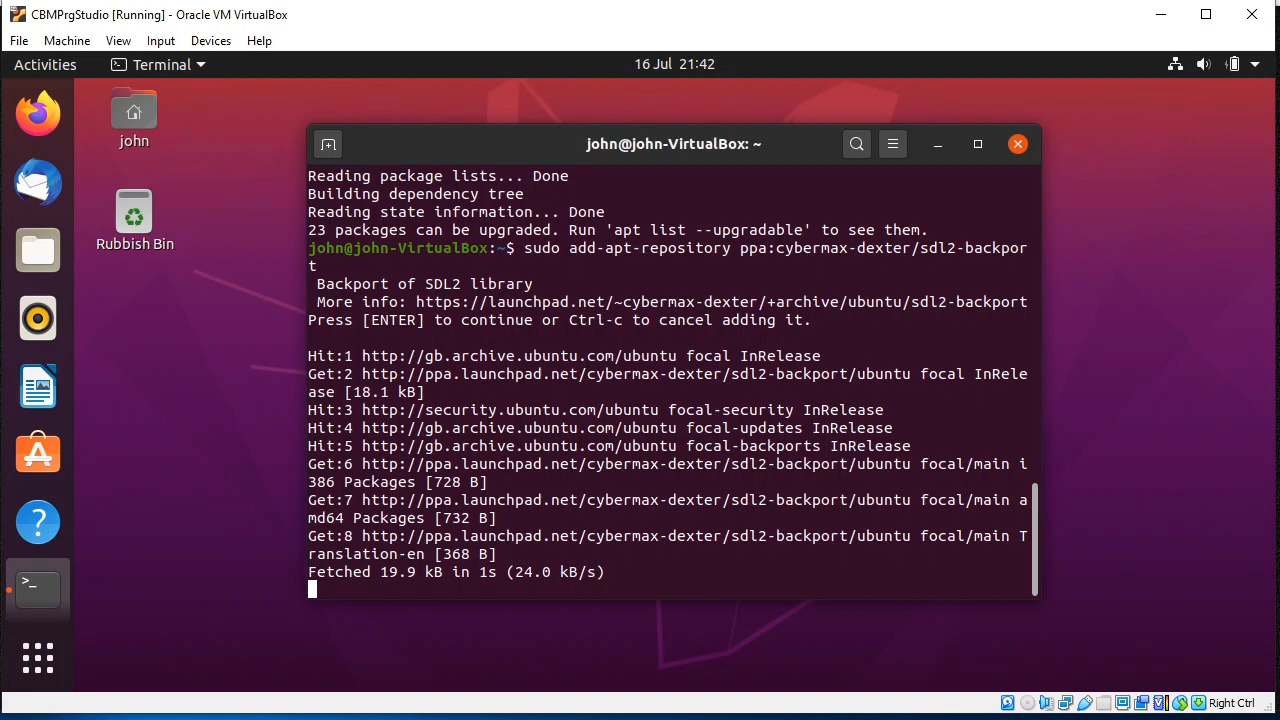 CBMPrgStudio [Running] - Oracle VM VirtualBox
File Machine View Input Devices Help
Activities Terminal 16 Jul 21:42
john
Rubbish Bin
john@john-VirtualBox: ~
Reading package lists... Done
Building dependency tree
Reading state information... Done
23 packages can be upgraded. Run 'apt list --upgradable' to see them.
john@john-VirtualBox:~$ sudo add-apt-repository ppa:cybermax-dexter/sdl2-backpor
t
Backport of SDL2 library
More info: https://launchpad.net/~cybermax-dexter/+archive/ubuntu/sdl2-backport
Press [ENTER] to continue or Ctrl-c to cancel adding it.
Hit:1 http://gb.archive.ubuntu.com/ubuntu focal InRelease
Get:2 http://ppa.launchpad.net/cybermax-dexter/sdl2-backport/ubuntu focal InRele
ase [18.1 kB]
Hit:3 http://security.ubuntu.com/ubuntu focal-security InRelease
Hit:4 http://gb.archive.ubuntu.com/ubuntu focal-updates InRelease
Hit:5 http://gb.archive.ubuntu.com/ubuntu focal-backports InRelease
Get:6 http://ppa.launchpad.net/cybermax-dexter/sdl2-backport/ubuntu focal/main i
386 Packages [728 B]
Get:7 http://ppa.launchpad.net/cybermax-dexter/sdl2-backport/ubuntu focal/main a
md64 Packages [732 B]
Get:8 http://ppa.launchpad.net/cybermax-dexter/sdl2-backport/ubuntu focal/main T
ranslation-en [368 B]
Fetched 19.9 kB in 1s (24.0 kB/s)
Right Ctrl